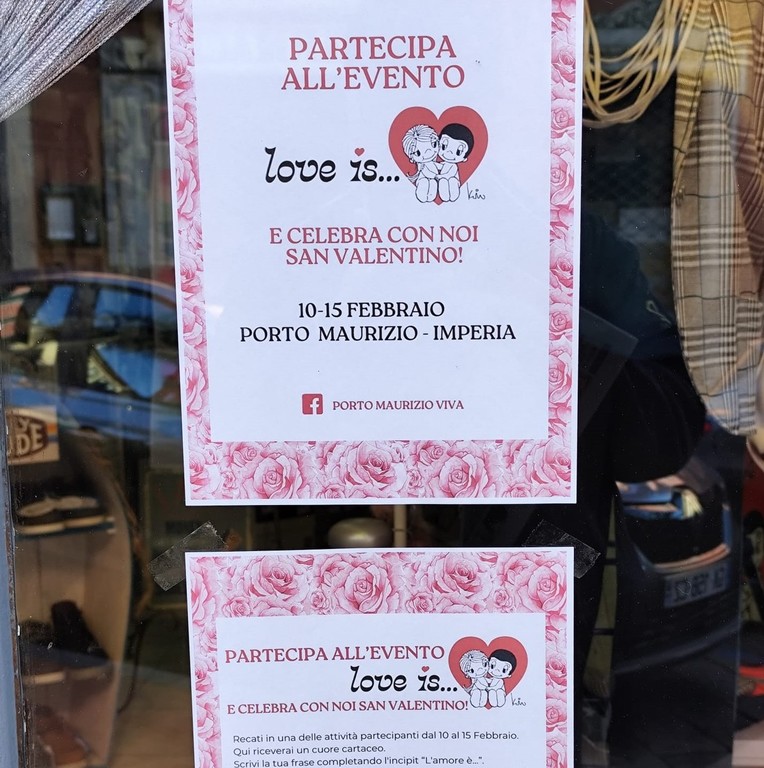 PARTECIPA
ALL'EVENTO
love is...
Kim
E CELEBRA CON NOI
SAN VALENTINO!
10-15 FEBBRAIO
PORTO MAURIZIO - IMPERIA
PORTO MAURIZIO VIVA
PARTECIPA ALL'EVENTO
love is...
Kim
E CELEBRA CON NOI SAN VALENTINO!
Recati in una delle attività partecipanti dal 10 al 15 Febbraio.
Qui riceverai un cuore cartaceo.
Scrivi la tua frase completando l'incipit "L'amore è...".